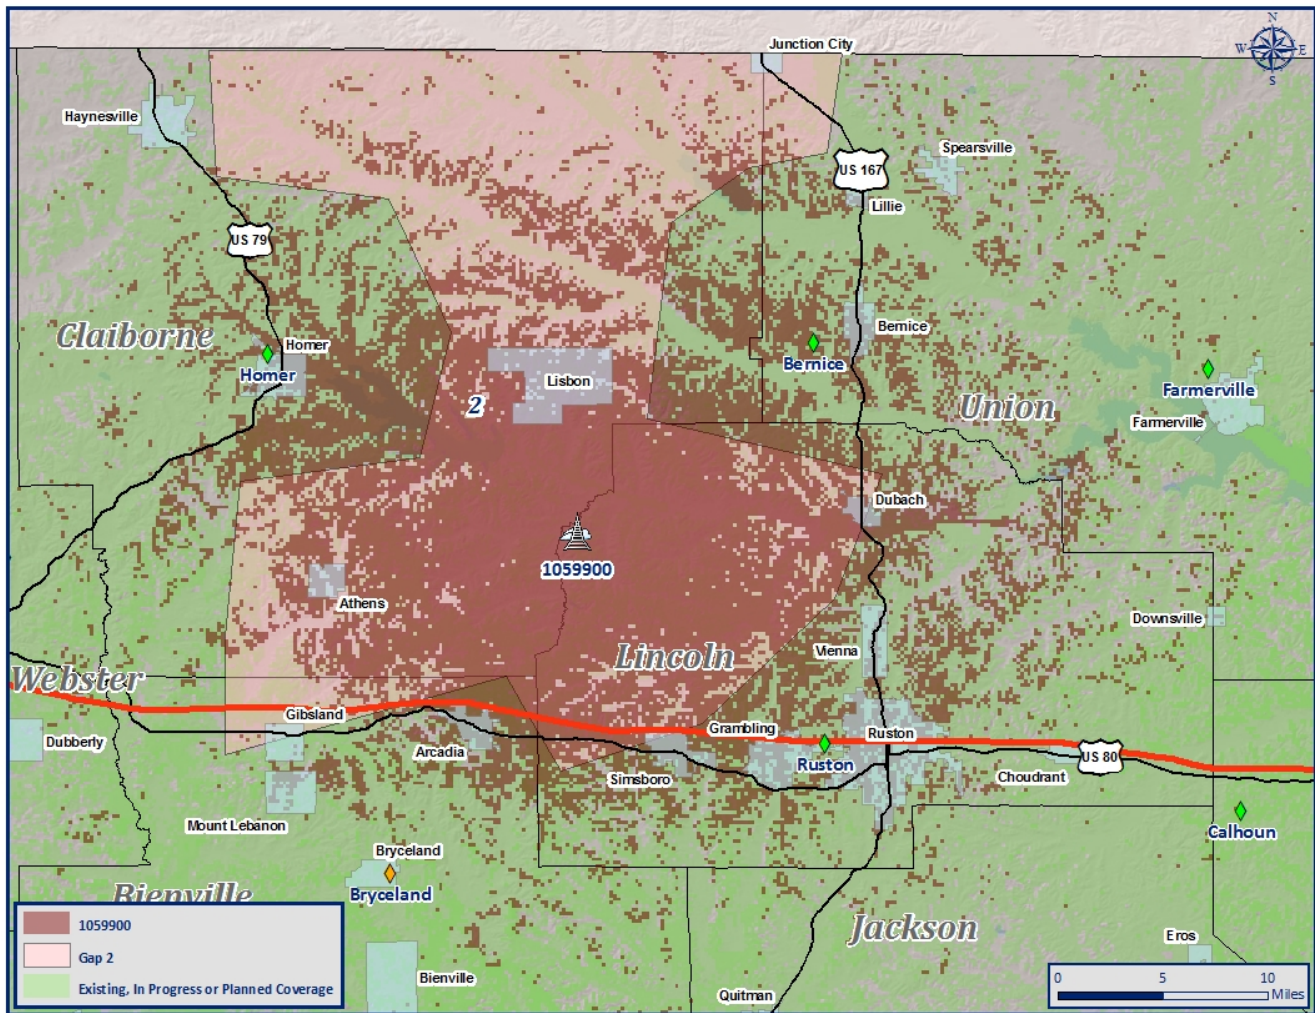 N
W E
S
Junction City
Haynesville
Spearsville
US 167
Lillie
US 79
Claiborne
Homer
Homer
Bernice
Bernice
Lisbon
2
Union
Farmerville
Farmerville
Dubach
1059900
Athens
Downsville
Vienna
Lincoln
Webster
Gibsland
Grambling
Ruston
Dubberly
Arcadia
Simsboro
Ruston
US 80
Choudrant
Mount Lebanon
Calhoun
Bryceland
Bryceland
Bienville
Jackson
Eros
Bienville
Quitman
1059900
Gap 2
Existing, In Progress or Planned Coverage
0 5 10
Miles